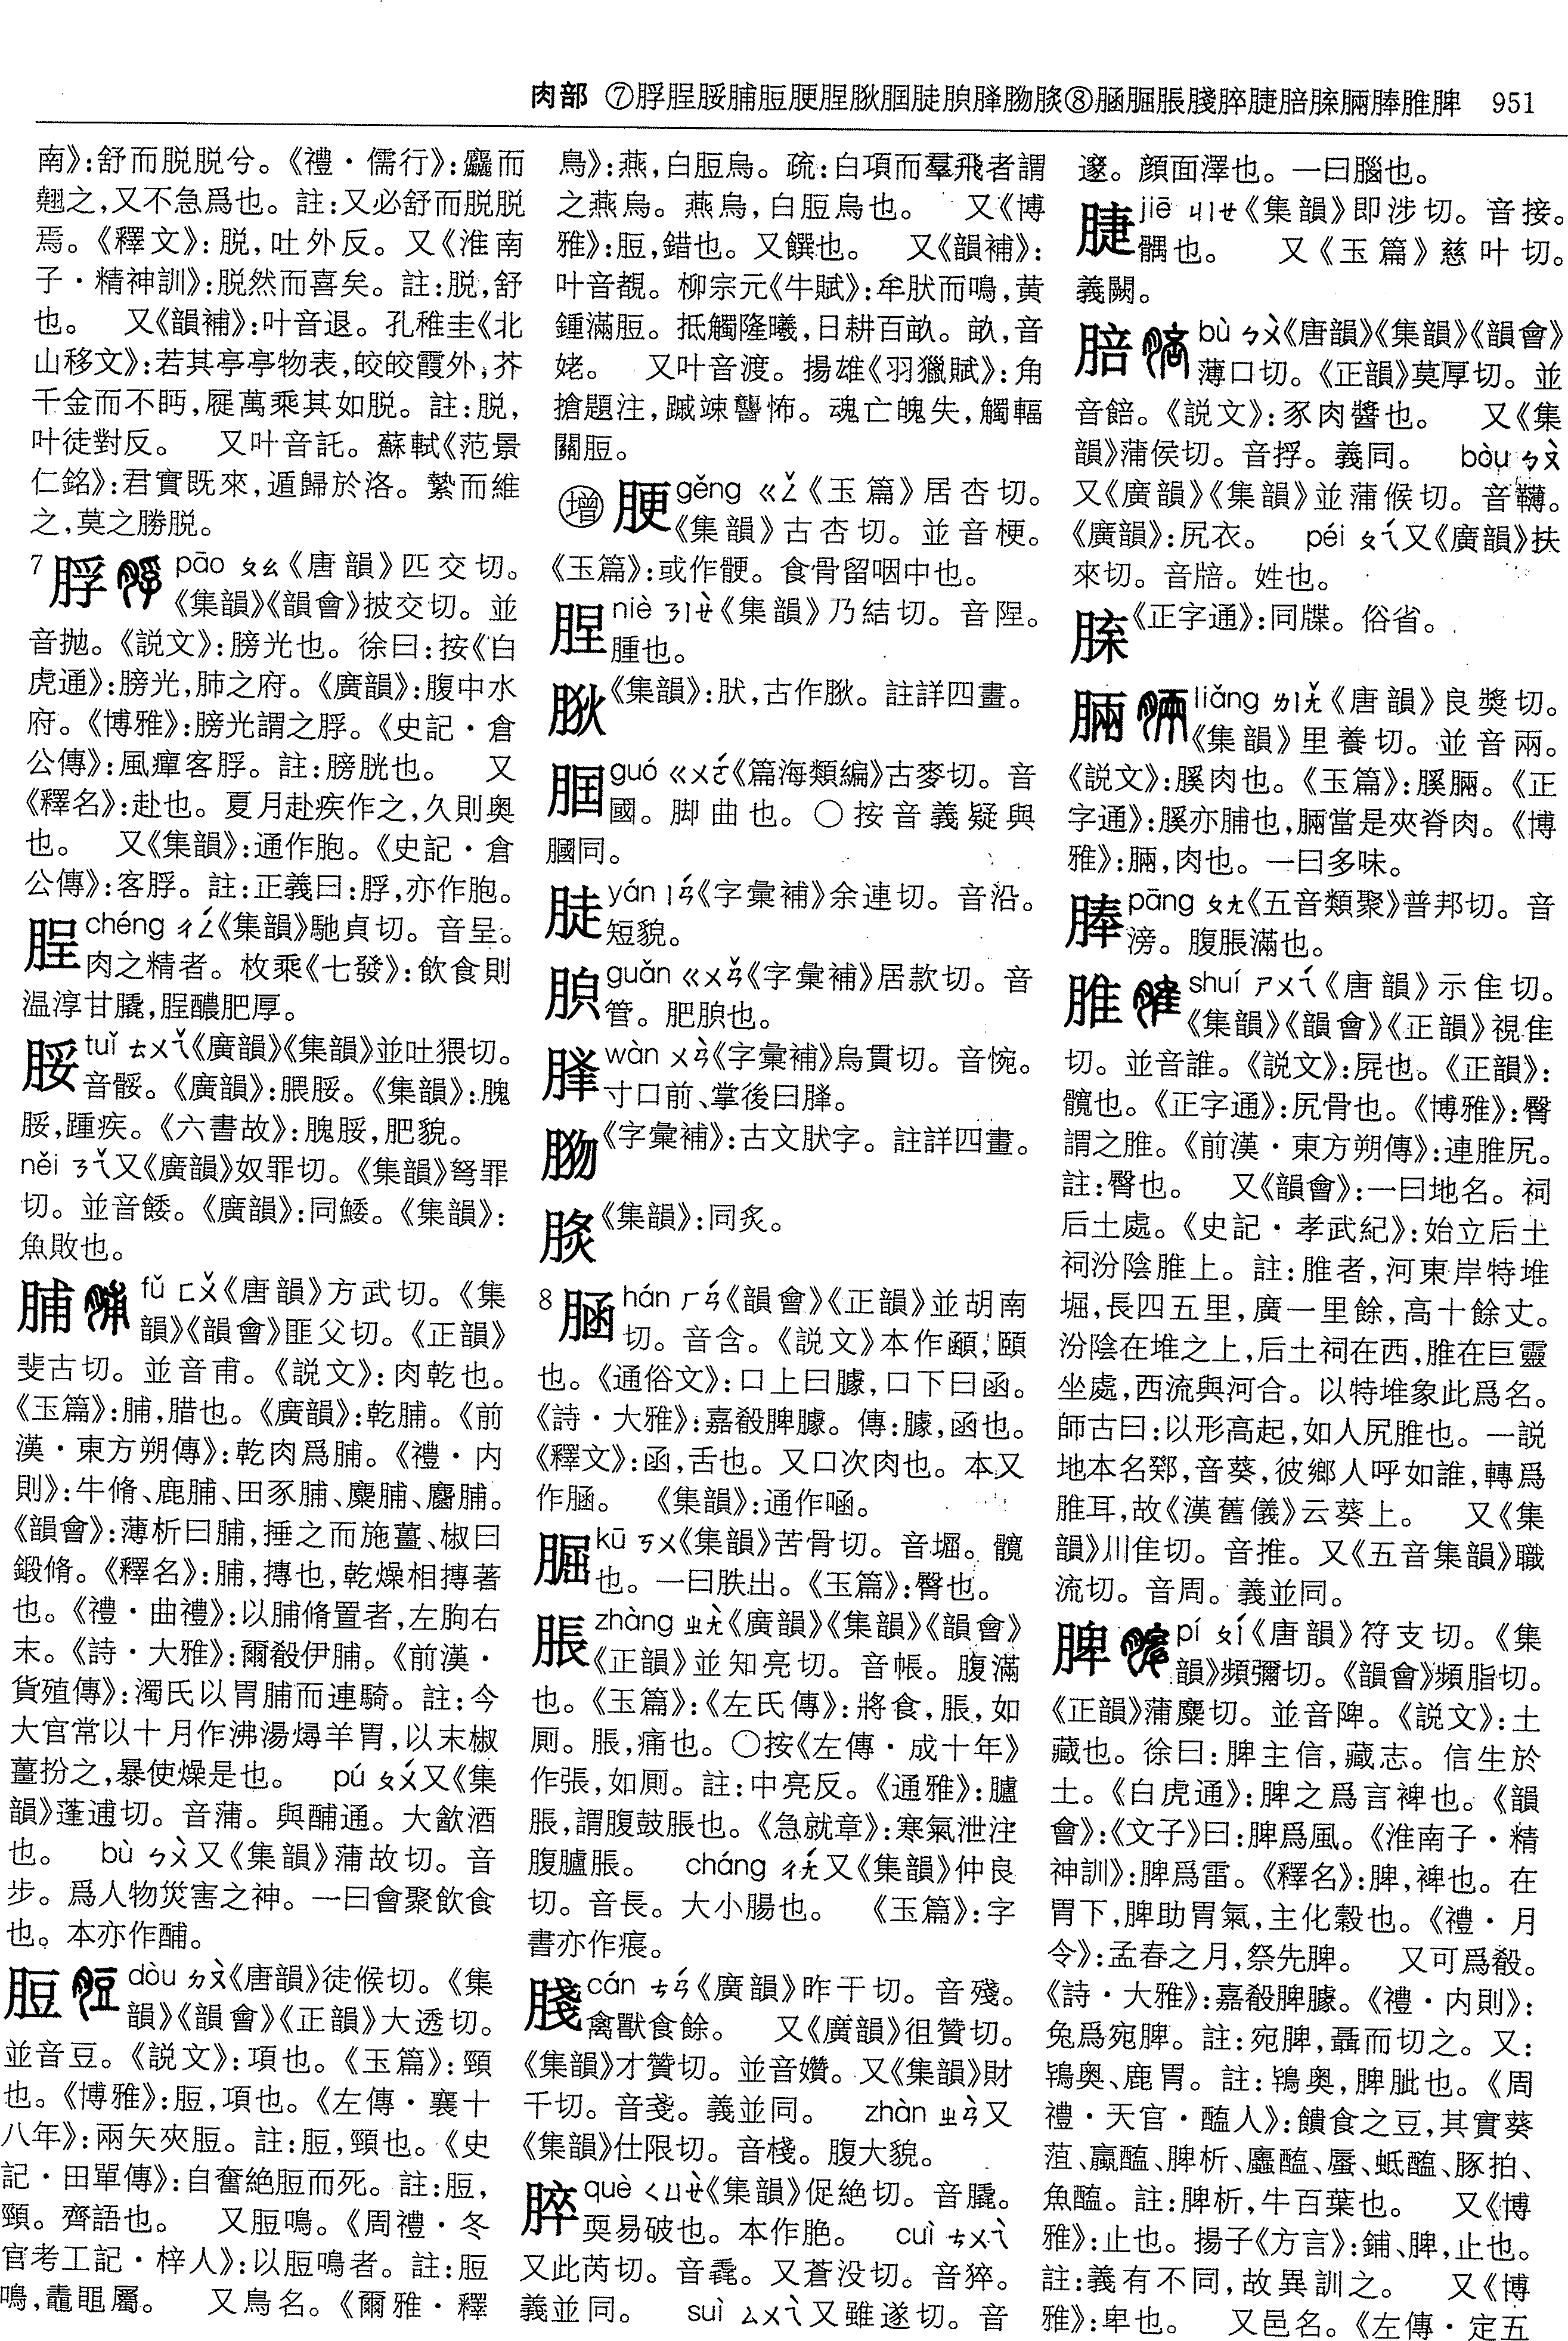 肉部 ⑦脬脭脮脯脰䏰脭脥膕䏣䐄䏺䏚䏑⑧脼䐇脹䏼脺䐑䏽䐑脼䏾脽脾 951
南》:舒而脱脱兮。《禮·儒行》:麤而
翹之,又不急爲也。註:又必舒而脱脱
焉。《釋文》:脱,吐外反。又《淮南
子·精神訓》:脱然而喜矣。註:脱,舒
也。 又《韻補》:叶音退。孔稚圭《北
山移文》:若其亭亭物表,皎皎霞外,芥
千金而不眄,屣萬乘其如脱。註:脱,
叶徒對反。 又叶音託。蘇軾《范景
仁銘》:君實既來,遁歸於洛。縶而維
之,莫之勝脱。
7 脬 pāo ㄆㄠ《唐韻》匹交切。
《集韻》《韻會》披交切。並
音抛。《説文》:膀光也。徐曰:按《白
虎通》:膀光,肺之府。《廣韻》:腹中水
府。《博雅》:膀光謂之脬。《史記·倉
公傳》:風癉客脬。註:膀胱也。 又
《釋名》:赴也。夏月赴疾作之,久則奥
也。 又《集韻》:通作胞。《史記·倉
公傳》:客脬。註:正義曰:脬,亦作胞。
脭 chéng ㄔㄥˊ《集韻》馳貞切。音呈。
肉之精者。枚乘《七發》:飲食則
温淳甘膬,脭醲肥厚。
脮 tuǐ ㄊㄨㄟˇ《廣韻》《集韻》並吐猥切。
音骽。《廣韻》:腲脮。《集韻》:腲
脮,踵疾。《六書故》:腲脮,肥貌。
něi ㄋㄟˇ又《廣韻》奴罪切。《集韻》弩罪
切。並音餧。《廣韻》:同鯘。《集韻》:
魚敗也。
脯 fǔ ㄈㄨˇ《唐韻》方武切。《集
韻》《韻會》匪父切。《正韻》
斐古切。並音甫。《説文》:肉乾也。
《玉篇》:脯,腊也。《廣韻》:乾脯。《前
漢·東方朔傳》:乾肉爲脯。《禮·内
則》:牛脩、鹿脯、田豕脯、麋脯、麕脯。
《韻會》:薄析曰脯,捶之而施薑、椒曰
鍛脩。《釋名》:脯,搏也,乾燥相搏著
也。《禮·曲禮》:以脯脩置者,左朐右
末。《詩·大雅》:爾殽伊脯。《前漢·
貨殖傳》:濁氏以胃脯而連騎。註:今
大官常以十月作沸湯燖羊胃,以末椒
薑扮之,暴使燥是也。 pú ㄆㄨˊ又《集
韻》蓬逋切。音蒲。與酺通。大歙酒
也。 bù ㄅㄨˋ又《集韻》蒲故切。音
步。爲人物災害之神。一曰會聚飲食
也。本亦作酺。
脰 dòu ㄉㄡˋ《唐韻》徒候切。《集
韻》《韻會》《正韻》大透切。
並音豆。《説文》:項也。《玉篇》:頸
也。《博雅》:脰,項也。《左傳·襄十
八年》:兩矢夾脰。註:脰,頸也。《史
記·田單傳》:自奮絶脰而死。註:脰,
頸。齊語也。 又脰鳴。《周禮·冬
官考工記·梓人》:以脰鳴者。註:脰
鳴,鼃黽屬。 又鳥名。《爾雅·釋
鳥》:燕,白脰烏。疏:白項而羣飛者謂
之燕烏。燕烏,白脰烏也。 又《博
雅》:脰,錯也。又饌也。 又《韻補》:
叶音覩。柳宗元《牛賦》:牟肰而鳴,黄
鍾滿脰。抵觸隆曦,日耕百畝。畝,音
姥。 又叶音渡。揚雄《羽獵賦》:角
搶題注,蹴竦讋怖。魂亡魄失,觸輻
關脰。
增 䏰 gěng ㄍㄥˇ《玉篇》居杏切。
《集韻》古杏切。並音梗。
《玉篇》:或作骾。食骨留咽中也。
niè ㄋㄧㄝˋ《集韻》乃結切。音陧。
腫也。
《集韻》:肰,古作脥。註詳四畫。
guó ㄍㄨㄛˊ《篇海類編》古麥切。音
國。脚曲也。〇按音義疑與
膕同。
yán ㄧㄢˊ《字彙補》余連切。音沿。
短貌。
guǎn ㄍㄨㄢˇ《字彙補》居款切。音
管。肥也。
wàn ㄨㄢˋ《字彙補》烏貫切。音惋。
寸口前、掌後曰。
《字彙補》:古文肰字。註詳四畫。
《集韻》:同炙。
8 hán ㄏㄢˊ《韻會》《正韻》並胡南
切。音含。《説文》本作顄,頤
也。《通俗文》:口上曰臄,口下曰函。
《詩·大雅》:嘉殽脾臄。傳:臄,函也。
《釋文》:函,舌也。又口次肉也。本又
作。 《集韻》:通作㖤。
kū ㄎㄨ《集韻》苦骨切。音堀。髖
也。一曰胅出。《玉篇》:臀也。
脹 zhàng ㄓㄤˋ《廣韻》《集韻》《韻會》
《正韻》並知亮切。音帳。腹滿
也。《玉篇》:《左氏傳》:將食,脹,如
厠。脹,痛也。〇按《左傳·成十年》
作張,如厠。註:中亮反。《通雅》:臚
脹,謂腹鼓脹也。《急就章》:寒氣泄注
腹臚脹。 cháng ㄔㄤˊ又《集韻》仲良
切。音長。大小腸也。 《玉篇》:字
書亦作痮。
cán ㄘㄢˊ《廣韻》昨干切。音殘。
禽獸食餘。 又《廣韻》徂贊切。
《集韻》才贊切。並音囋。又《集韻》財
千切。音戔。義並同。 zhàn ㄓㄢˋ又
《集韻》仕限切。音棧。腹大貌。
脺 què ㄑㄩㄝˋ《集韻》促絶切。音膬。
耎易破也。本作脃。 cuì ㄘㄨㄟˋ
又此芮切。音毳。又蒼没切。音猝。
義並同。 suì ㄙㄨㄟˋ又雖遂切。音
邃。顔面澤也。一曰腦也。
jiē ㄐㄧㄝ《集韻》即涉切。音接。
髃也。 又《玉篇》慈叶切。
義闕。
bù ㄅㄨˋ《唐韻》《集韻》《韻會》
薄口切。《正韻》莫厚切。並
音䭌。《説文》:豕肉醬也。 又《集
韻》蒲侯切。音捊。義同。 bòu ㄅㄡˋ
又《廣韻》《集韻》並蒲候切。音。
《廣韻》:尻衣。 péi ㄆㄟˊ又《廣韻》扶
來切。音陪。姓也。
《正字通》:同牒。俗省。
脼 liǎng ㄌㄧㄤˇ《唐韻》良獎切。
《集韻》里養切。並音兩。
《説文》:膎肉也。《玉篇》:膎脼。《正
字通》:膎亦脯也,脼當是夾脊肉。《博
雅》:脼,肉也。一曰多味。
pāng ㄆㄤ《五音類聚》普邦切。音
滂。腹脹滿也。
脽 shuí ㄕㄨㄟˊ《唐韻》示隹切。
《集韻》《韻會》《正韻》視隹
切。並音誰。《説文》:屍也。《正韻》:
髖也。《正字通》:尻骨也。《博雅》:臀
謂之脽。《前漢·東方朔傳》:連脽尻。
註:臀也。 又《韻會》:一曰地名。祠
后土處。《史記·孝武紀》:始立后土
祠汾陰脽上。註:脽者,河東岸特堆
堀,長四五里,廣一里餘,高十餘丈。
汾陰在堆之上,后土祠在西,脽在巨靈
坐處,西流與河合。以特堆象此爲名。
師古曰:以形高起,如人尻脽也。一説
地本名鄈,音葵,彼鄉人呼如誰,轉爲
脽耳,故《漢舊儀》云葵上。 又《集
韻》川隹切。音推。又《五音集韻》職
流切。音周。義並同。
脾 pí ㄆㄧˊ《唐韻》符支切。《集
韻》頻彌切。《韻會》頻脂切。
《正韻》蒲麋切。並音陴。《説文》:土
藏也。徐曰:脾主信,藏志。信生於
土。《白虎通》:脾之爲言裨也。《韻
會》:《文子》曰:脾爲風。《淮南子·精
神訓》:脾爲雷。《釋名》:脾,裨也。在
胃下,脾助胃氣,主化穀也。《禮·月
令》:孟春之月,祭先脾。 又可爲殽。
《詩·大雅》:嘉殽脾臄。《禮·内則》:
兔爲宛脾。註:宛脾,聶而切之。又:
鴇奥、鹿胃。註:鴇奥,脾肶也。《周
禮·天官·醢人》:饋食之豆,其實葵
菹、蠃醢、脾析、蠯醢、蜃、蚳醢、豚拍、
魚醢。註:脾析,牛百葉也。 又《博
雅》:止也。揚子《方言》:鋪、脾,止也。
註:義有不同,故異訓之。 又《博
雅》:卑也。 又邑名。《左傳·定五